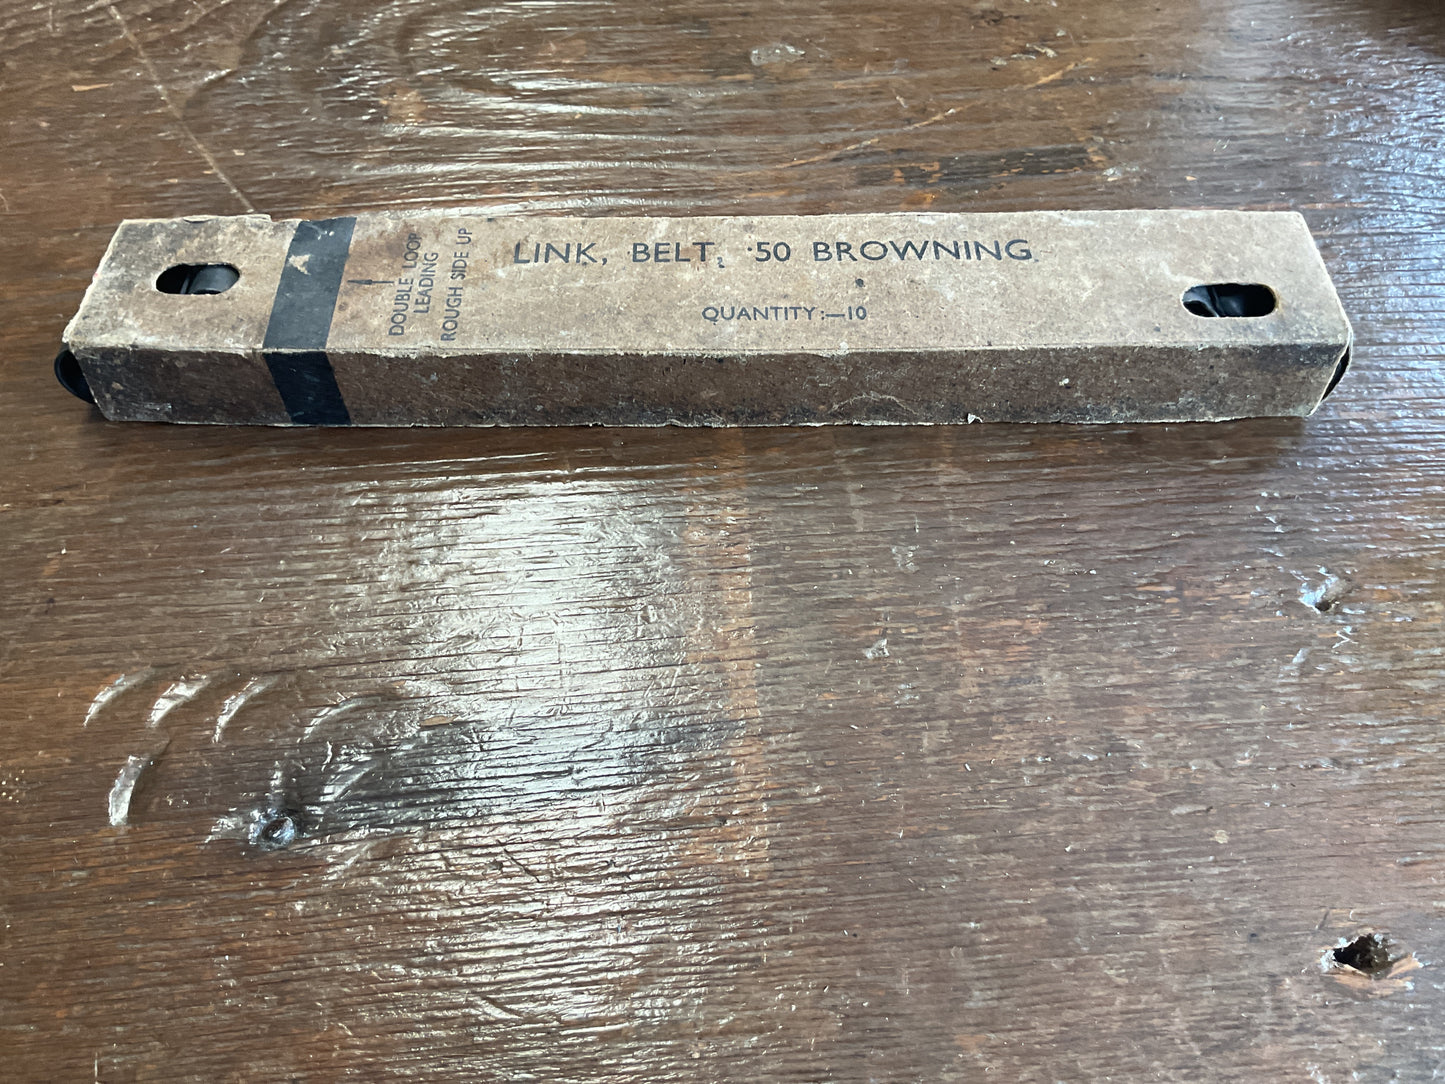 DOUBLE LOOP
LEADING
ROUGH SIDE UP
LINK, BELT, ·50 BROWNING
QUANTITY:—10